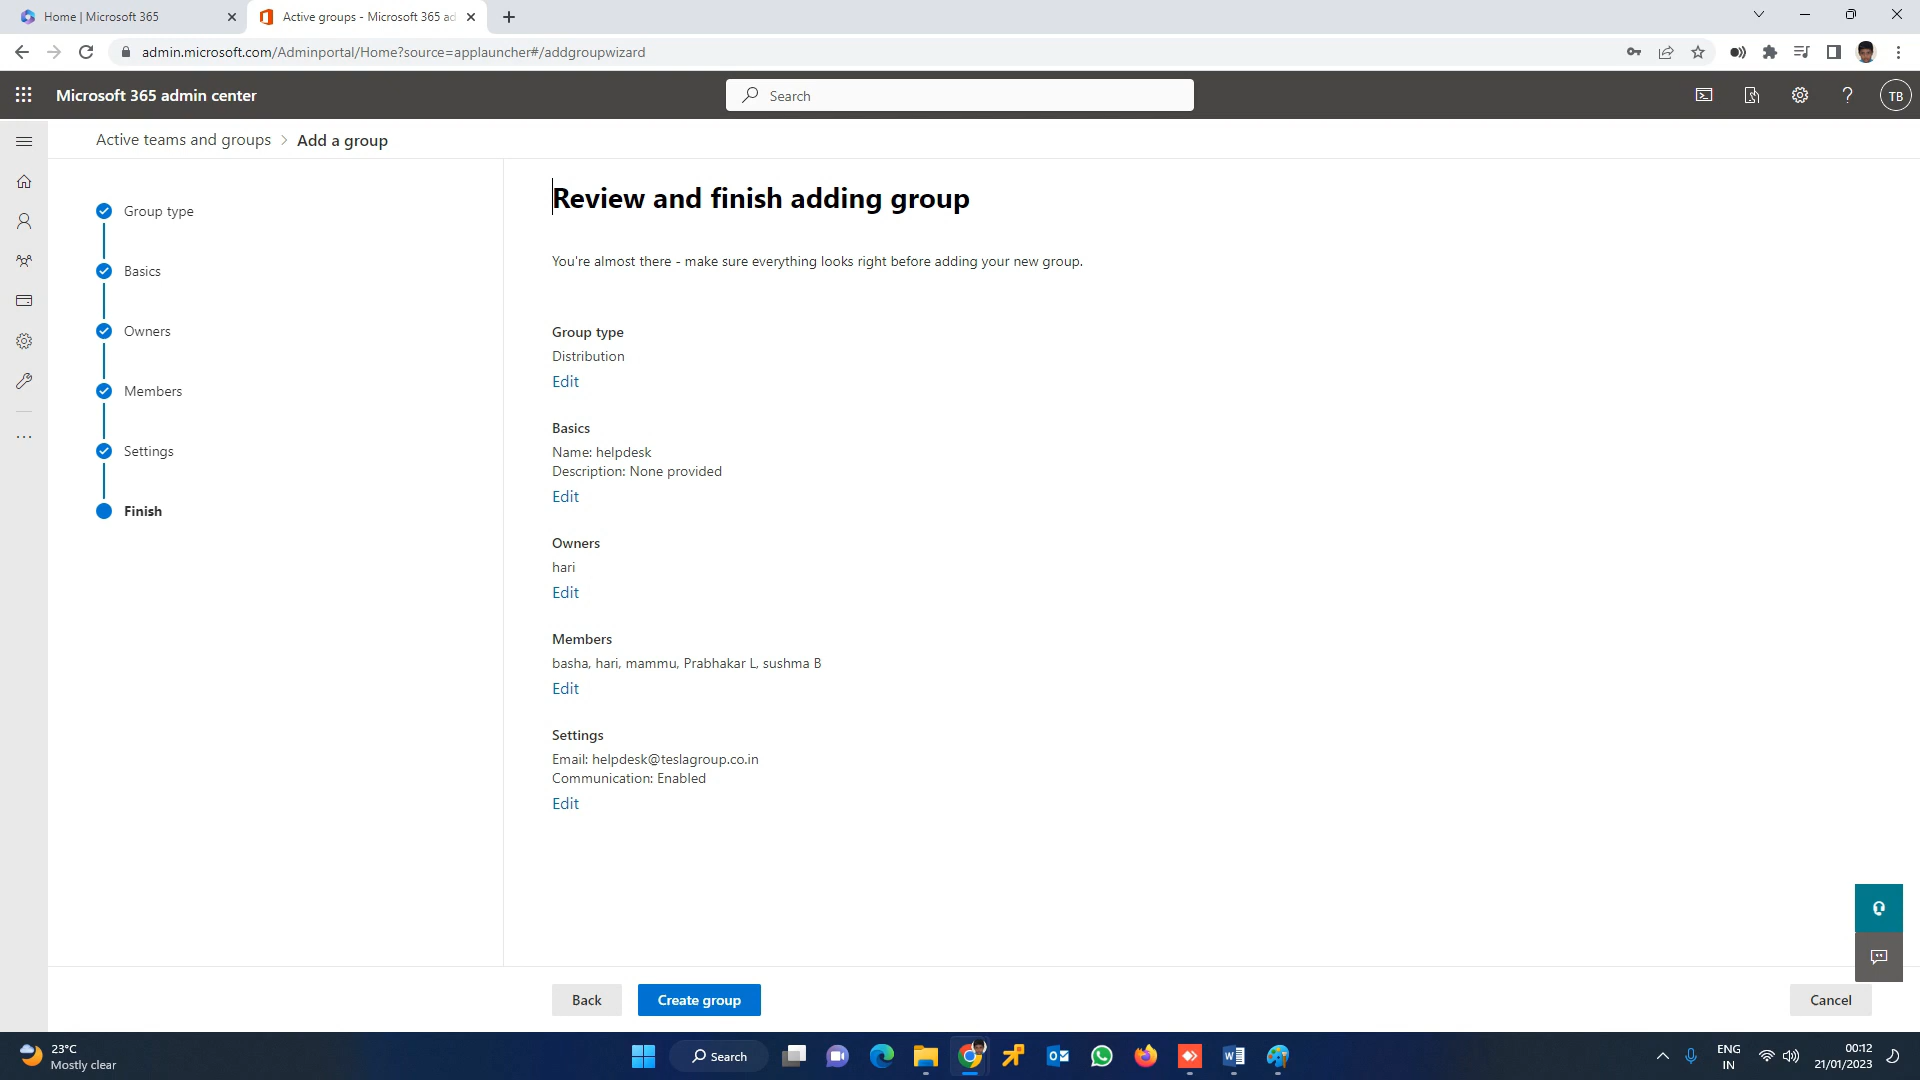 Home | Microsoft 365
Active groups - Microsoft 365 ad
admin.microsoft.com/Adminportal/Home?source=applauncher#/addgroupwizard
Microsoft 365 admin center
Search
TB
Active teams and groups > Add a group
Group type
Basics
Owners
Members
Settings
Finish
Review and finish adding group
You're almost there - make sure everything looks right before adding your new group.
Group type
Distribution
Edit
Basics
Name: helpdesk
Description: None provided
Edit
Owners
hari
Edit
Members
basha, hari, mammu, Prabhakar L, sushma B
Edit
Settings
Email: helpdesk@teslagroup.co.in
Communication: Enabled
Edit
Back
Create group
Cancel
23°C
Mostly clear
Search
ENG
IN
00:12
21/01/2023